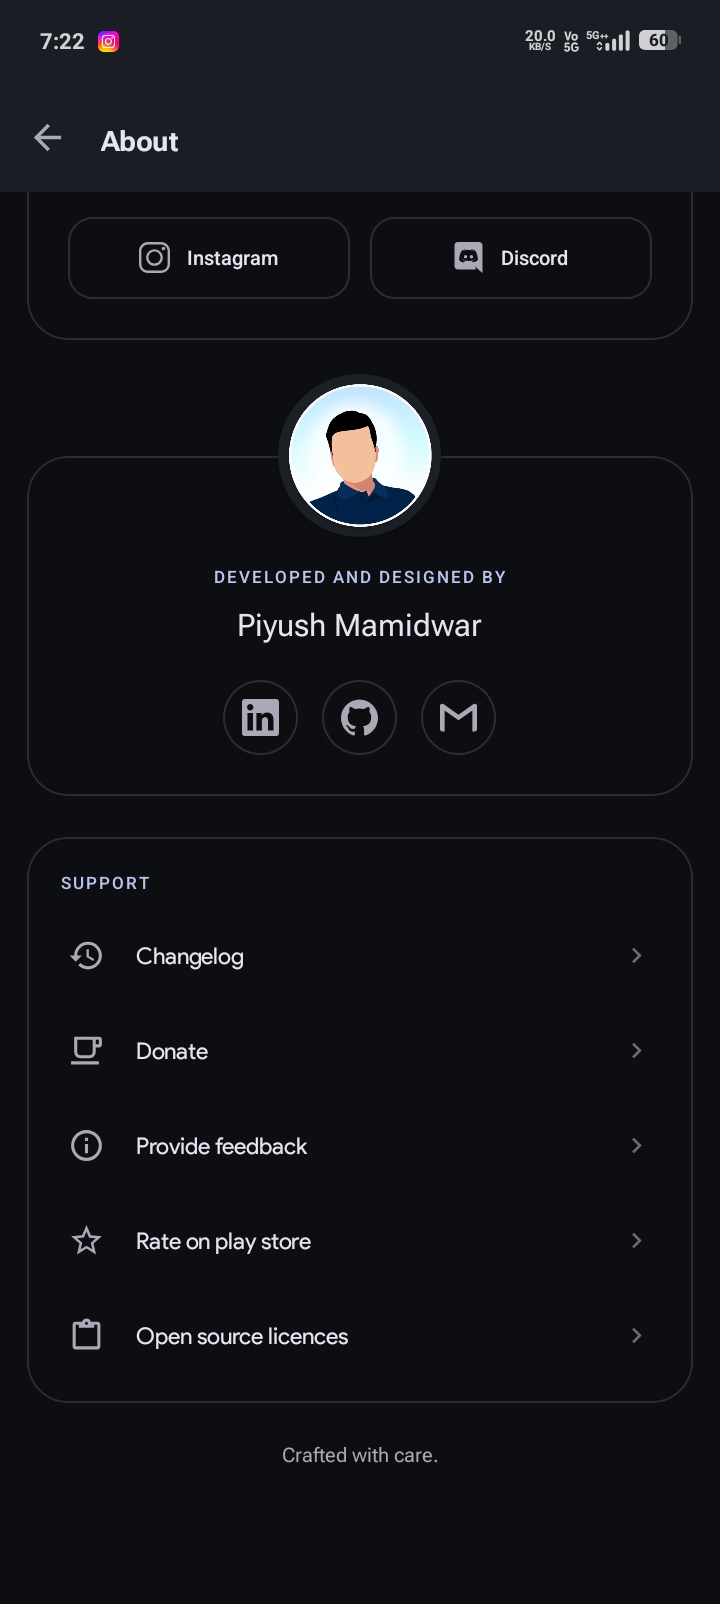 7:22
20.0 KB/S Vo 5G 5G++ 60
About
Instagram
Discord
DEVELOPED AND DESIGNED BY
Piyush Mamidwar
in
SUPPORT
Changelog
Donate
Provide feedback
Rate on play store
Open source licences
Crafted with care.